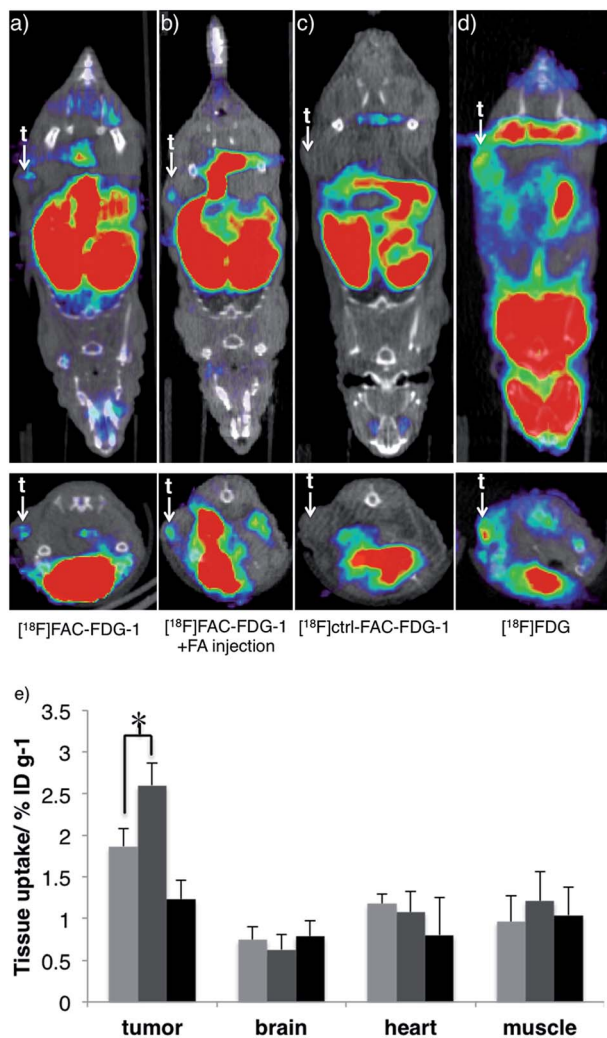 a)
b)
c)
d)
t
t
t
t
t
t
t
t
[18F]FAC-FDG-1
[18F]FAC-FDG-1
+FA injection
[18F]ctrl-FAC-FDG-1
[18F]FDG
e)
Tissue uptake/ % ID g-1
3.5
3
2.5
2
1.5
1
0.5
0
*
tumor
brain
heart
muscle